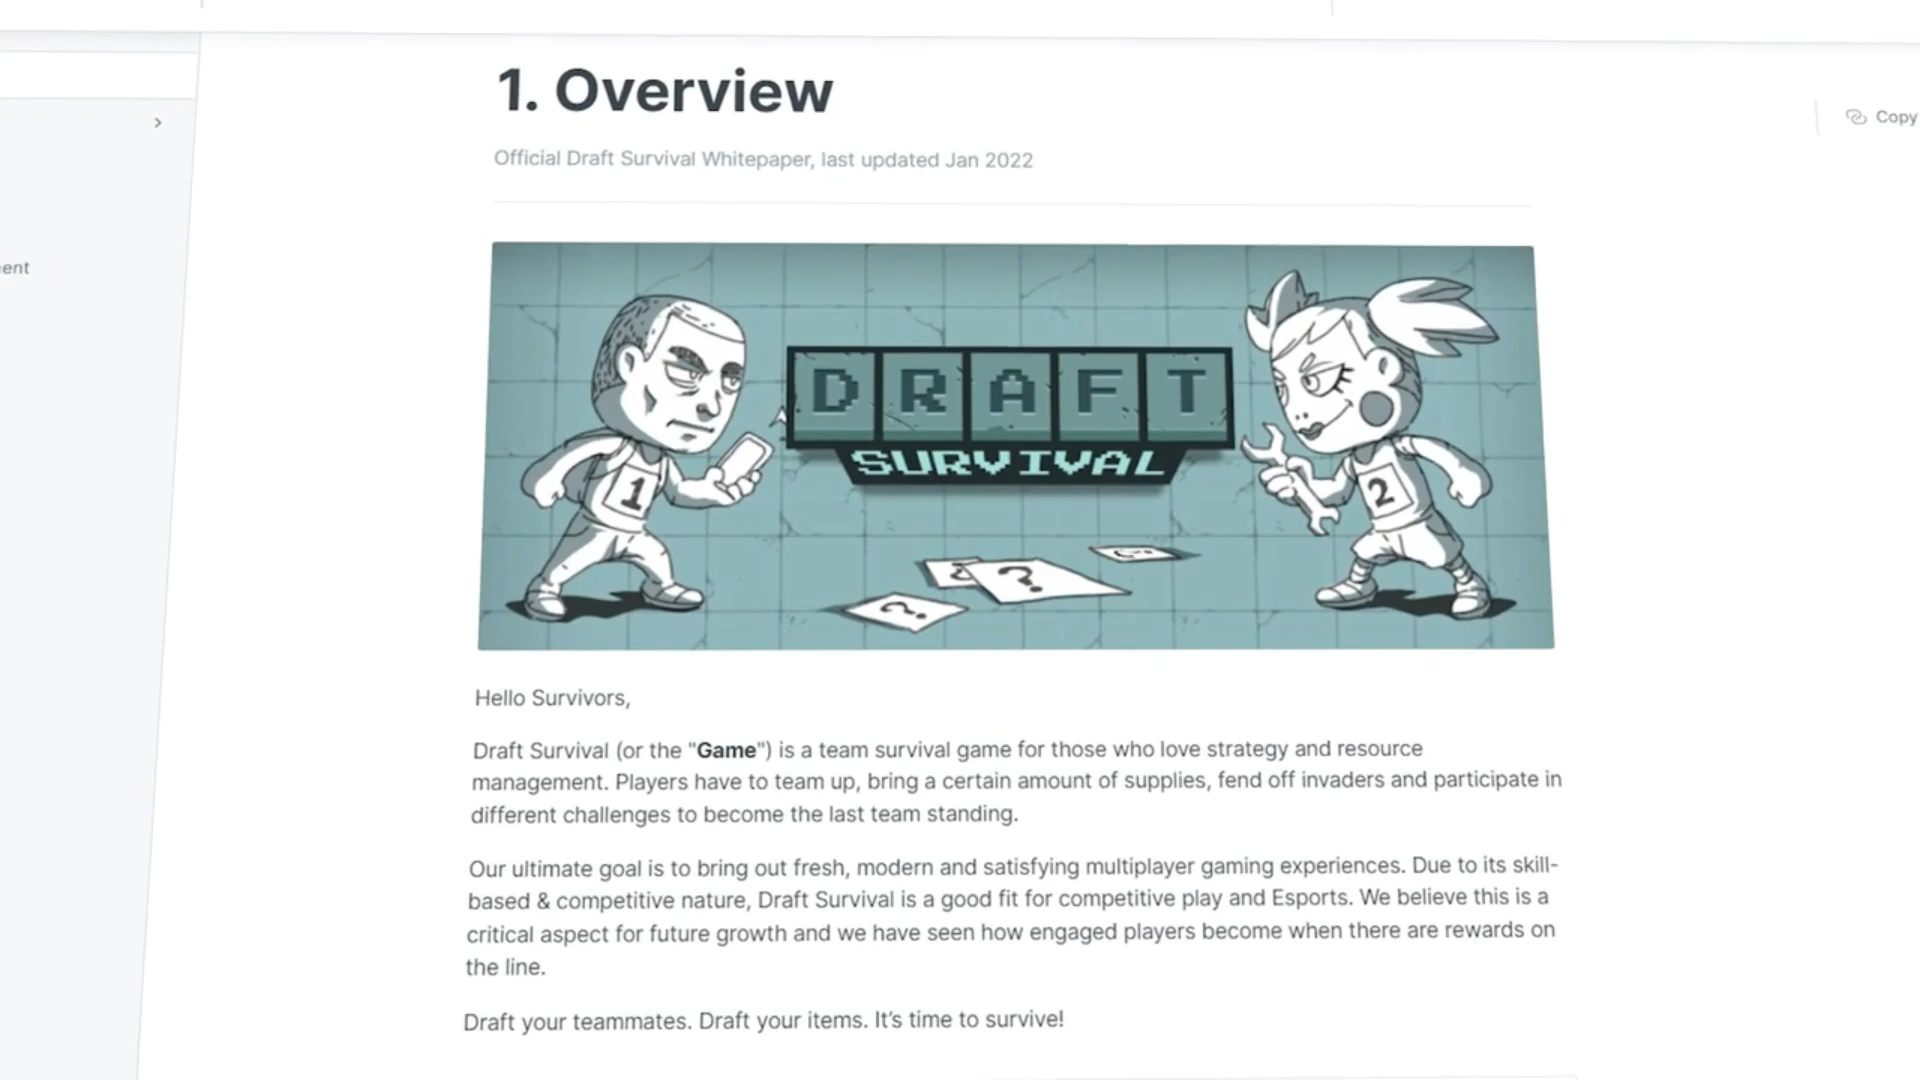 1. Overview
Copy
Official Draft Survival Whitepaper, last updated Jan 2022
ent
DRAFT
SURVIVAL
1
2
?
?
?
?
Hello Survivors,
Draft Survival (or the "Game") is a team survival game for those who love strategy and resource
management. Players have to team up, bring a certain amount of supplies, fend off invaders and participate in
different challenges to become the last team standing.
Our ultimate goal is to bring out fresh, modern and satisfying multiplayer gaming experiences. Due to its skill-
based & competitive nature, Draft Survival is a good fit for competitive play and Esports. We believe this is a
critical aspect for future growth and we have seen how engaged players become when there are rewards on
the line.
Draft your teammates. Draft your items. It's time to survive!